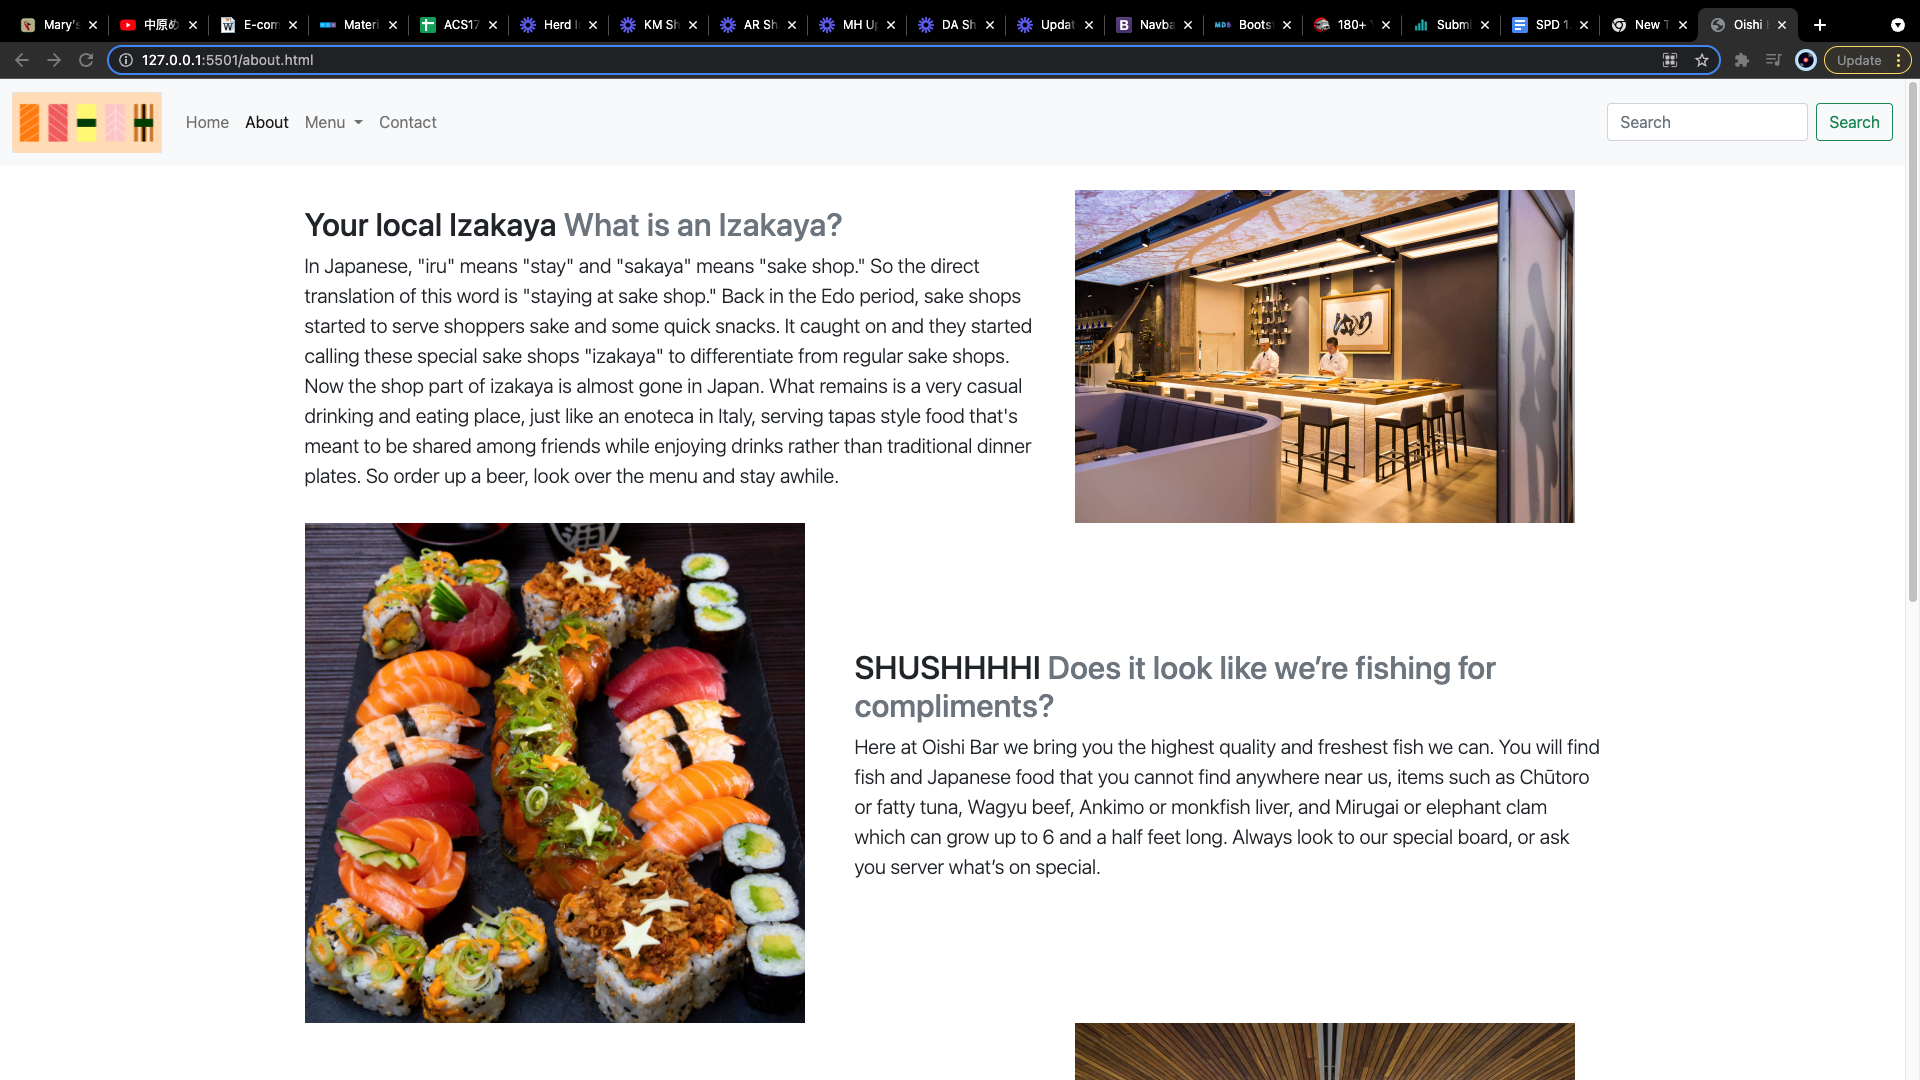 Mary's
中原め
E-com
Materi
ACS17
Herd I
KM Sh
AR Sh
MH Up
DA Sh
Updat
Navba
Boots
180+
Submi
SPD 1.
New T
Oishi
127.0.0.1:5501/about.html
Update
Home About Menu Contact
Search
Search
Your local Izakaya What is an Izakaya?
In Japanese, "iru" means "stay" and "sakaya" means "sake shop." So the direct
translation of this word is "staying at sake shop." Back in the Edo period, sake shops
started to serve shoppers sake and some quick snacks. It caught on and they started
calling these special sake shops "izakaya" to differentiate from regular sake shops.
Now the shop part of izakaya is almost gone in Japan. What remains is a very casual
drinking and eating place, just like an enoteca in Italy, serving tapas style food that's
meant to be shared among friends while enjoying drinks rather than traditional dinner
plates. So order up a beer, look over the menu and stay awhile.
SHUSHHHHI Does it look like we’re fishing for
compliments?
Here at Oishi Bar we bring you the highest quality and freshest fish we can. You will find
fish and Japanese food that you cannot find anywhere near us, items such as Chūtoro
or fatty tuna, Wagyu beef, Ankimo or monkfish liver, and Mirugai or elephant clam
which can grow up to 6 and a half feet long. Always look to our special board, or ask
you server what’s on special.